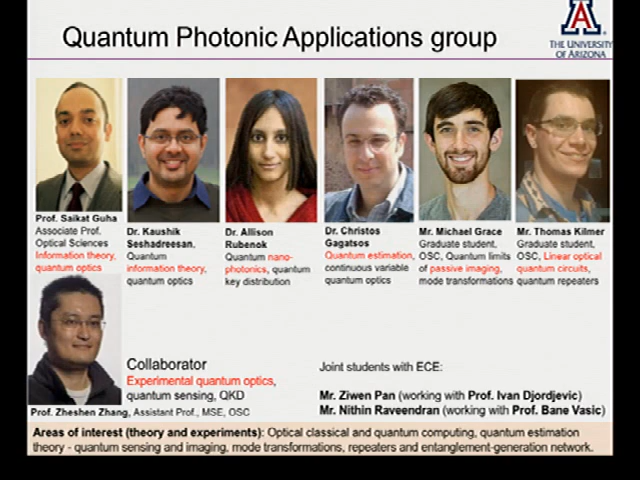 Quantum Photonic Applications group
A
THE UNIVERSITY
OF ARIZONA
Prof. Saikat Guha
Associate Prof.
Optical Sciences
Information theory,
quantum optics
Dr. Kaushik
Seshadreesan.
Quantum
information theory,
quantum optics
Dr. Allison
Rubenok
Quantum nano-
photonics, quantum
key distribution
Dr. Christos
Gagatsos
Quantum estimation,
continuous variable
quantum optics
Mr. Michael Grace
Graduate student,
OSC, Quantum limits
of passive imaging,
mode transformations
Mr. Thomas Kilmer
Graduate student,
OSC, Linear optical
quantum circuits,
quantum repeaters
Collaborator
Experimental quantum optics,
quantum sensing, QKD
Prof. Zheshen Zhang, Assistant Prof., MSE, OSC
Joint students with ECE:
Mr. Ziwen Pan (working with Prof. Ivan Djordjevic)
Mr. Nithin Raveendran (working with Prof. Bane Vasic)
Areas of interest (theory and experiments): Optical classical and quantum computing, quantum estimation
theory - quantum sensing and imaging, mode transformations, repeaters and entanglement-generation network.